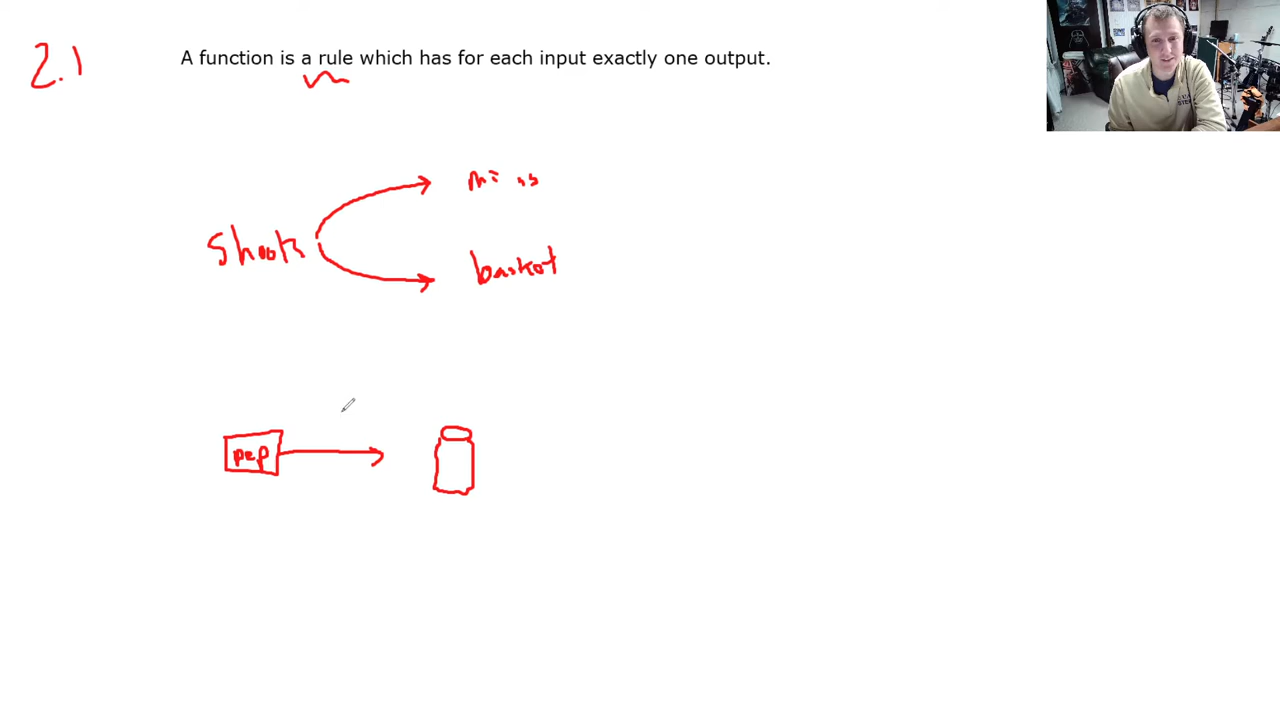 2.1
A function is a rule which has for each input exactly one output.
miss
shoots
basket
pep